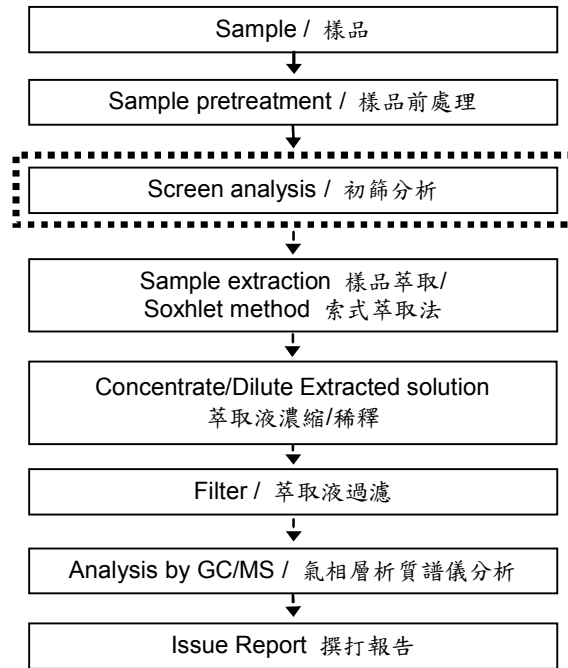 Sample / 樣品
Sample pretreatment / 樣品前處理
Screen analysis / 初篩分析
Sample extraction 樣品萃取/
Soxhlet method 索式萃取法
Concentrate/Dilute Extracted solution
萃取液濃縮/稀釋
Filter / 萃取液過濾
Analysis by GC/MS / 氣相層析質譜儀分析
Issue Report 撰打報告